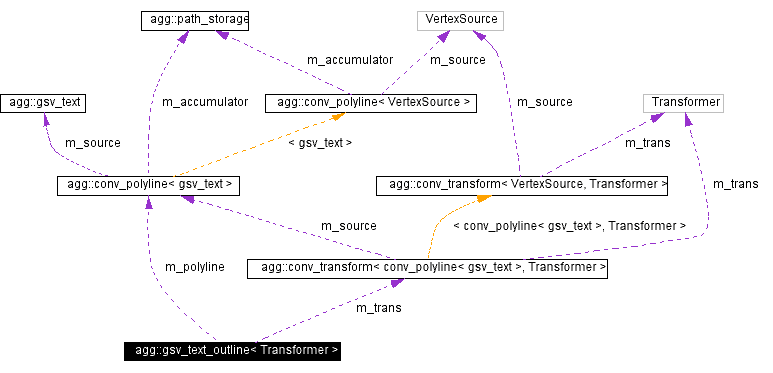 agg::path_storage
VertexSource
m_accumulator
m_source
agg::gsv_text
m_accumulator
agg::conv_polyline< VertexSource >
m_source
Transformer
m_source
< gsv_text >
m_trans
agg::conv_polyline< gsv_text >
agg::conv_transform< VertexSource, Transformer >
m_trans
m_source
< conv_polyline< gsv_text >, Transformer >
m_polyline
agg::conv_transform< conv_polyline< gsv_text >, Transformer >
m_trans
agg::gsv_text_outline< Transformer >